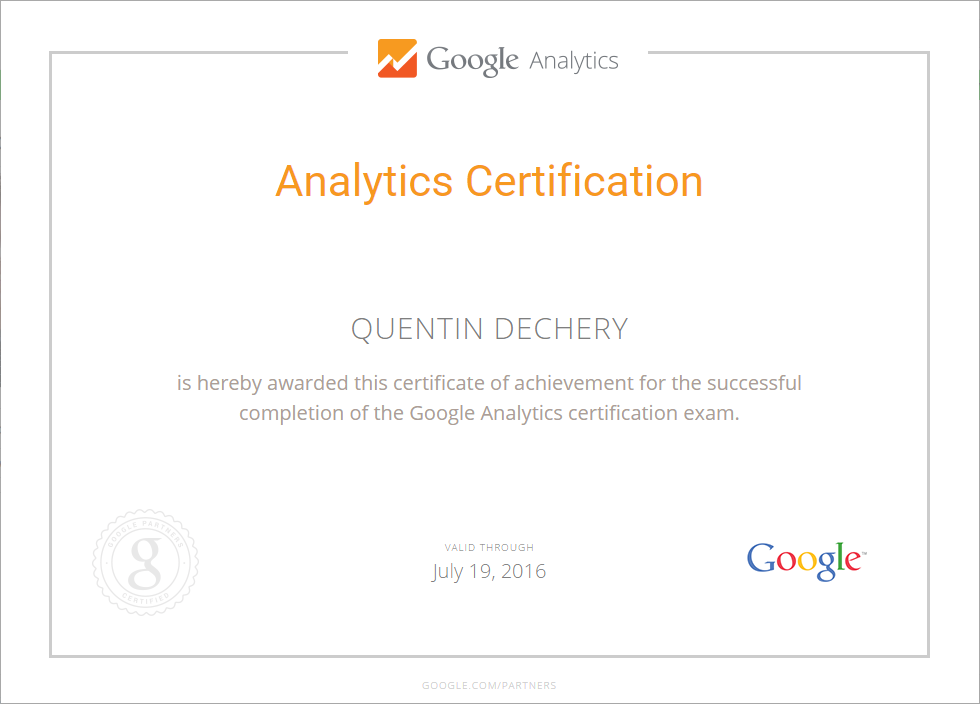 Google Analytics
Analytics Certification
QUENTIN DECHERY
is hereby awarded this certificate of achievement for the successful
completion of the Google Analytics certification exam.
GOOGLE PARTNERS
g
CERTIFIED
VALID THROUGH
July 19, 2016
Google™
GOOGLE.COM/PARTNERS